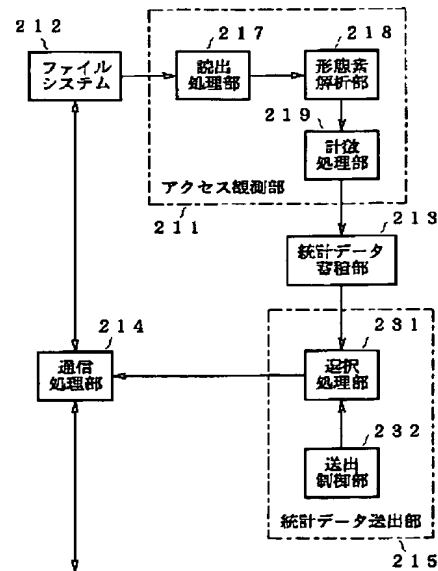 212
ファイル
システム
217
読出
処理部
218
形態素
解析部
219
計数
処理部
アクセス観測部
211
213
統計データ
蓄積部
214
通信
処理部
231
選択
処理部
232
送出
制御部
統計データ送出部
215